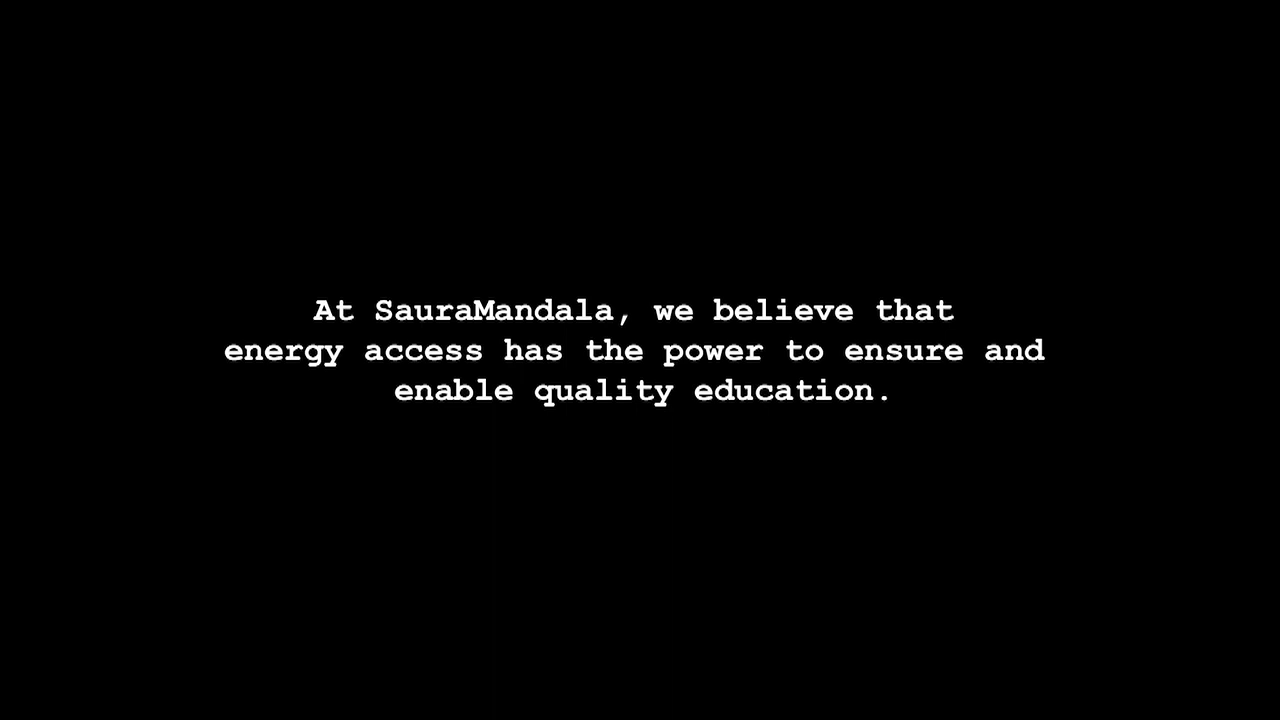 At SauraMandala, we believe that
energy access has the power to ensure and
enable quality education.